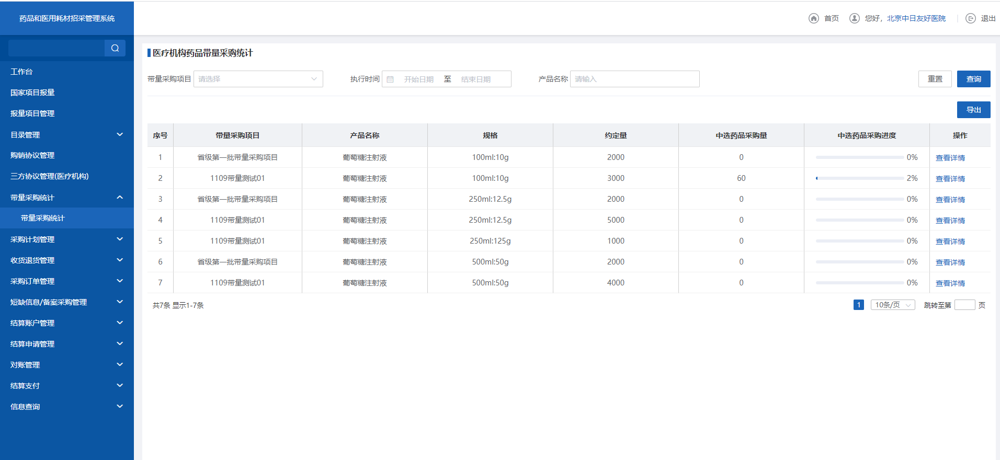 药品和医用耗材招采管理系统
首页 您好，北京中日友好医院 退出
工作台
国家项目报量
报量项目管理
目录管理
购销协议管理
三方协议管理(医疗机构)
带量采购统计
带量采购统计
采购计划管理
收货退货管理
采购订单管理
短缺信息/备案采购管理
结算账户管理
结算申请管理
对账管理
结算支付
信息查询
医疗机构药品带量采购统计
带量采购项目 请选择 执行时间 开始日期 至 结束日期 产品名称 请输入 重置 查询
导出
序号 带量采购项目 产品名称 规格 约定量 中选药品采购量 中选药品采购进度 操作
1 省级第一批带量采购项目 葡萄糖注射液 100ml:10g 2000 0 0% 查看详情
2 1109带量测试01 葡萄糖注射液 100ml:10g 3000 60 2% 查看详情
3 省级第一批带量采购项目 葡萄糖注射液 250ml:12.5g 2000 0 0% 查看详情
4 1109带量测试01 葡萄糖注射液 250ml:12.5g 5000 0 0% 查看详情
5 1109带量测试01 葡萄糖注射液 250ml:125g 1000 0 0% 查看详情
6 省级第一批带量采购项目 葡萄糖注射液 500ml:50g 2000 0 0% 查看详情
7 1109带量测试01 葡萄糖注射液 500ml:50g 4000 0 0% 查看详情
共7条 显示1-7条 1 10条/页 跳转至第 页